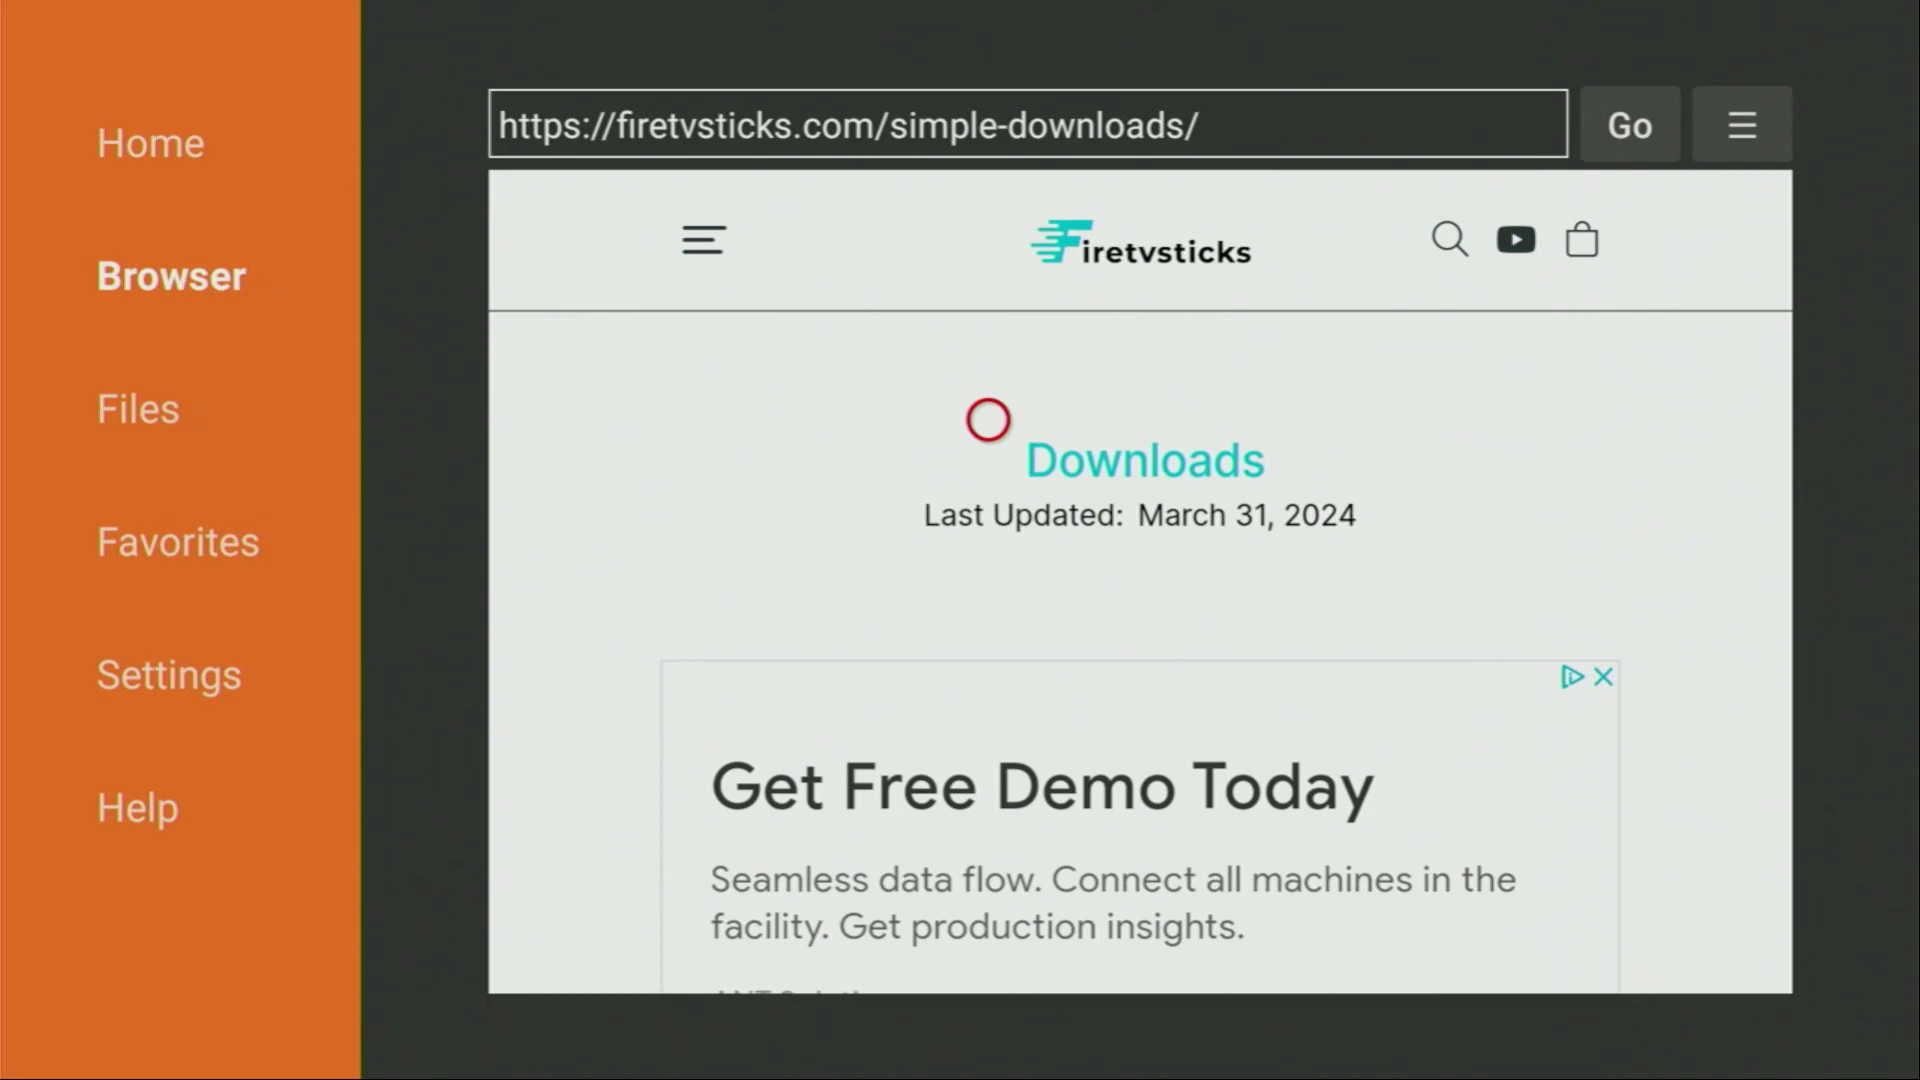 Home
Browser
Files
Favorites
Settings
Help
https://firetvsticks.com/simple-downloads/
Go
Firetvsticks
Downloads
Last Updated: March 31, 2024
Get Free Demo Today
Seamless data flow. Connect all machines in the
facility. Get production insights.